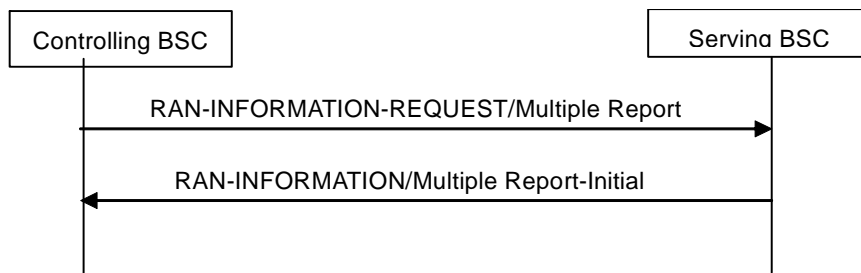 Controlling BSC
Serving BSC
RAN-INFORMATION-REQUEST/Multiple Report
RAN-INFORMATION/Multiple Report-Initial